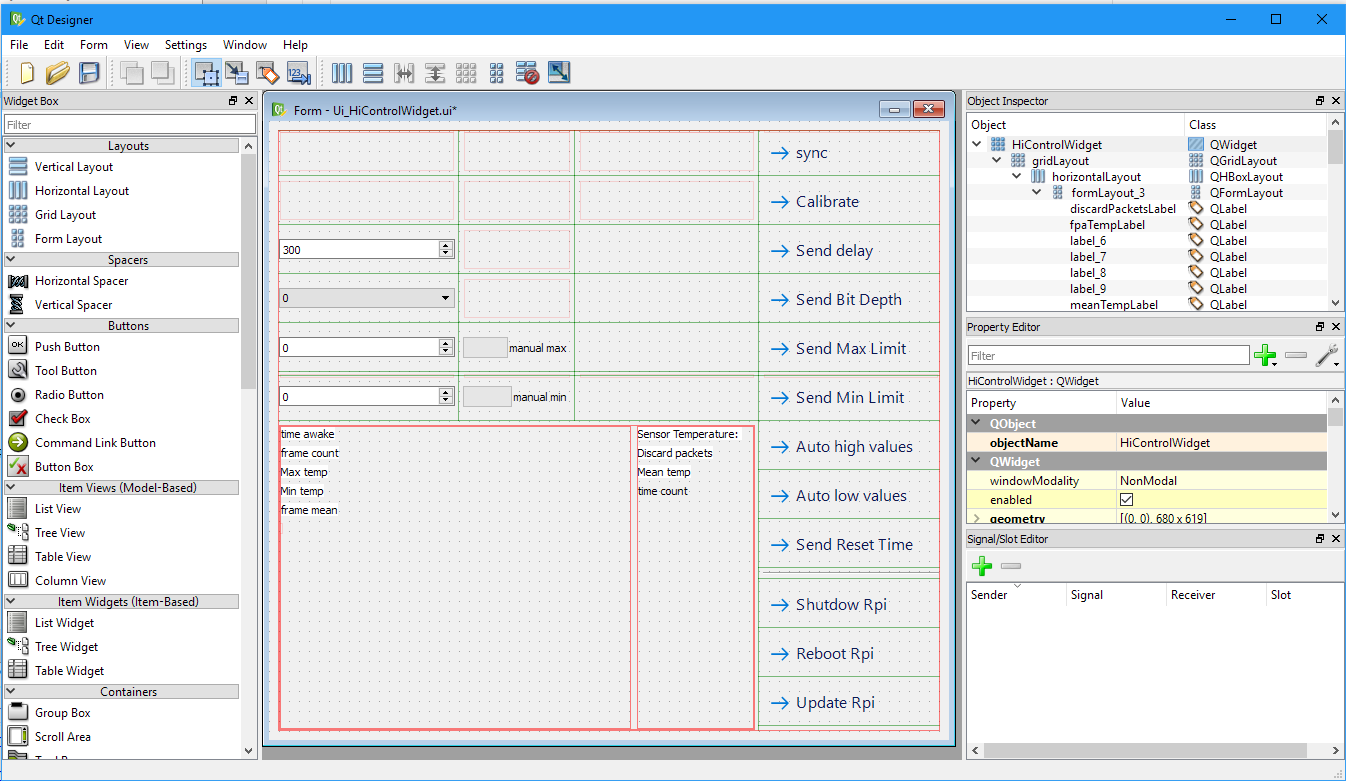 Qt Designer
File Edit Form View Settings Window Help
Widget Box
Filter
Layouts
Vertical Layout
Horizontal Layout
Grid Layout
Form Layout
Spacers
Horizontal Spacer
Vertical Spacer
Buttons
OK Push Button
Tool Button
Radio Button
Check Box
Command Link Button
Button Box
Item Views (Model-Based)
List View
Tree View
Table View
Column View
Item Widgets (Item-Based)
List Widget
Tree Widget
Table Widget
Containers
Group Box
Scroll Area
Form - Ui_HiControlWidget.ui*
sync
Calibrate
300 Send delay
0 Send Bit Depth
0 manual max Send Max Limit
0 manual min Send Min Limit
time awake
frame count
Max temp
Min temp
frame mean
Sensor Temperature:
Discard packets
Mean temp
time count
Auto high values
Auto low values
Send Reset Time
Shutdow Rpi
Reboot Rpi
Update Rpi
Object Inspector
Object Class
HiControlWidget QWidget
gridLayout QGridLayout
horizontalLayout QHBoxLayout
formLayout_3 QFormLayout
discardPacketsLabel QLabel
fpaTempLabel QLabel
label_6 QLabel
label_7 QLabel
label_8 QLabel
label_9 QLabel
meanTempLabel QLabel
Property Editor
Filter
HiControlWidget : QWidget
Property Value
QObject
objectName HiControlWidget
QWidget
windowModality NonModal
enabled
geometry [(0, 0), 680 x 619]
Signal/Slot Editor
Sender Signal Receiver Slot